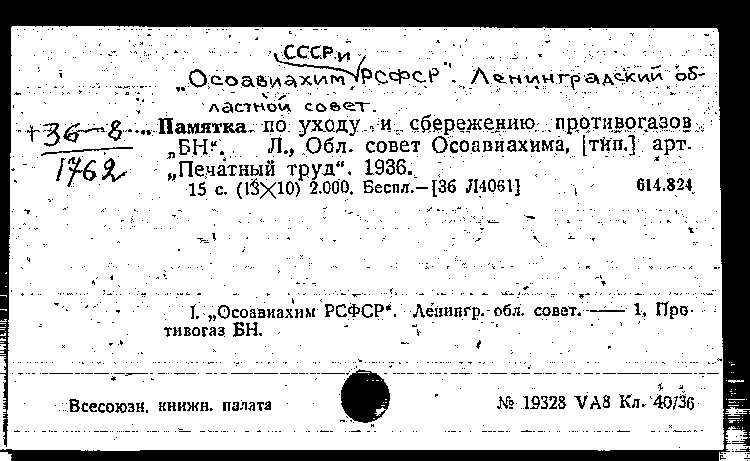 СССР и
„Осоавиахим РСФСР“. Ленинградский об-
ластной совет.
+ 36-8
1762
Памятка по уходу и сбережению противогазов
„БН“. Л., Обл. совет Осоавиахима, [тип.] арт.
„Печатный труд“. 1936.
15 с. (13×10) 2.000. Беспл.—[36 Л4061] 614.824
I. „Осоавиахим РСФСР“. Ленингр. обл. совет. —— 1. Про-
тивогаз БН.
Всесоюзн. книжн. палата № 19328 VА8 Кл. 40/36